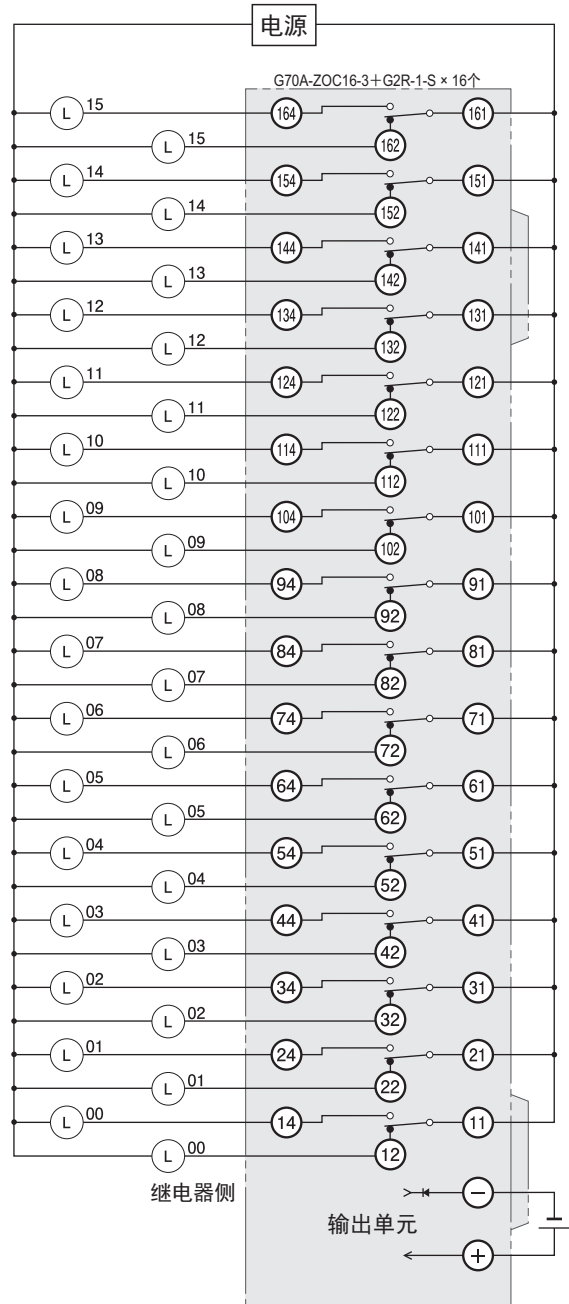 电源
G70A-ZOC16-3＋G2R-1-S × 16个
L 15 164 161
L 15 162
L 14 154 151
L 14 152
L 13 144 141
L 13 142
L 12 134 131
L 12 132
L 11 124 121
L 11 122
L 10 114 111
L 10 112
L 09 104 101
L 09 102
L 08 94 91
L 08 92
L 07 84 81
L 07 82
L 06 74 71
L 06 72
L 05 64 61
L 05 62
L 04 54 51
L 04 52
L 03 44 41
L 03 42
L 02 34 31
L 02 32
L 01 24 21
L 01 22
L 00 14 11
L 00 12
继电器侧
−
输出单元
+